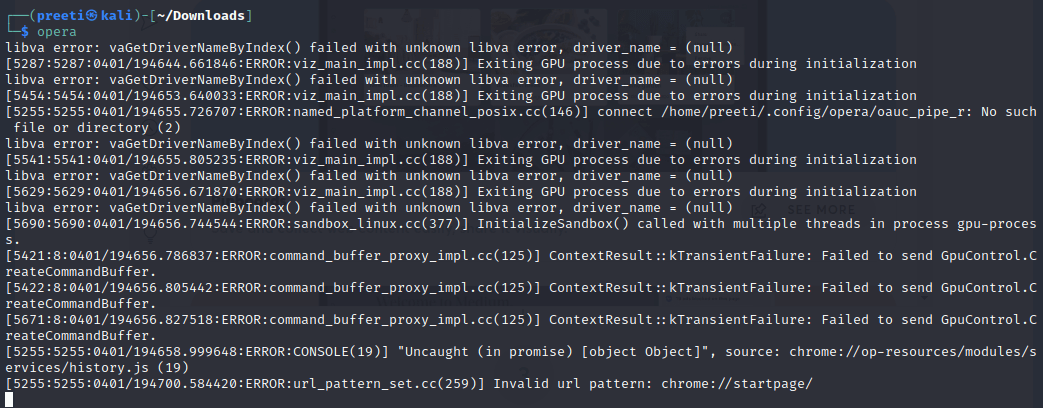 ┌──(preeti㉿kali)-[~/Downloads]
└─$ opera
libva error: vaGetDriverNameByIndex() failed with unknown libva error, driver_name = (null)
[5287:5287:0401/194644.661846:ERROR:viz_main_impl.cc(188)] Exiting GPU process due to errors during initialization
libva error: vaGetDriverNameByIndex() failed with unknown libva error, driver_name = (null)
[5454:5454:0401/194653.640033:ERROR:viz_main_impl.cc(188)] Exiting GPU process due to errors during initialization
[5255:5255:0401/194655.726707:ERROR:named_platform_channel_posix.cc(146)] connect /home/preeti/.config/opera/oauc_pipe_r: No such
file or directory (2)
libva error: vaGetDriverNameByIndex() failed with unknown libva error, driver_name = (null)
[5541:5541:0401/194655.805235:ERROR:viz_main_impl.cc(188)] Exiting GPU process due to errors during initialization
libva error: vaGetDriverNameByIndex() failed with unknown libva error, driver_name = (null)
[5629:5629:0401/194656.671870:ERROR:viz_main_impl.cc(188)] Exiting GPU process due to errors during initialization
libva error: vaGetDriverNameByIndex() failed with unknown libva error, driver_name = (null)
SEE MORE
[5690:5690:0401/194656.744544:ERROR:sandbox_linux.cc(377)] InitializeSandbox() called with multiple threads in process gpu-proces
s.
[5421:8:0401/194656.786837:ERROR:command_buffer_proxy_impl.cc(125)] ContextResult::kTransientFailure: Failed to send GpuControl.C
reateCommandBuffer.
[5422:8:0401/194656.805442:ERROR:command_buffer_proxy_impl.cc(125)] ContextResult::kTransientFailure: Failed to send GpuControl.C
reateCommandBuffer.
[5671:8:0401/194656.827518:ERROR:command_buffer_proxy_impl.cc(125)] ContextResult::kTransientFailure: Failed to send GpuControl.C
reateCommandBuffer.
[5255:5255:0401/194658.999648:ERROR:CONSOLE(19)] "Uncaught (in promise) [object Object]", source: chrome://op-resources/modules/s
ervices/history.js (19)
[5255:5255:0401/194700.584420:ERROR:url_pattern_set.cc(259)] Invalid url pattern: chrome://startpage/